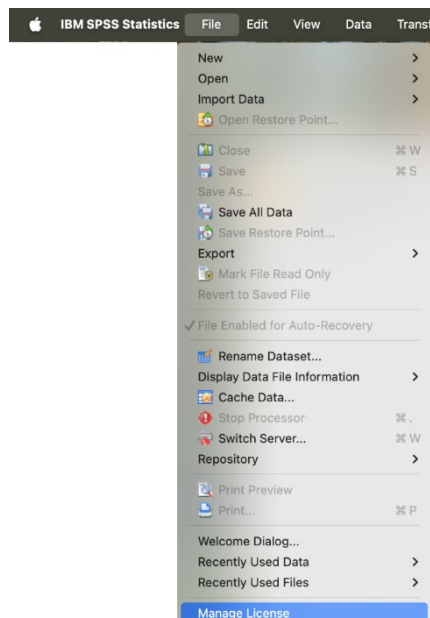 IBM SPSS Statistics File Edit View Data
New
Open
Import Data
Open Restore Point...
Close ⌘ W
Save ⌘ S
Save As...
Save All Data
Save Restore Point...
Export
Mark File Read Only
Revert to Saved File
✓ File Enabled for Auto-Recovery
Rename Dataset...
Display Data File Information
Cache Data...
Stop Processor ⌘ .
Switch Server... ⌘ W
Repository
Print Preview
Print... ⌘ P
Welcome Dialog...
Recently Used Data
Recently Used Files
Manage License